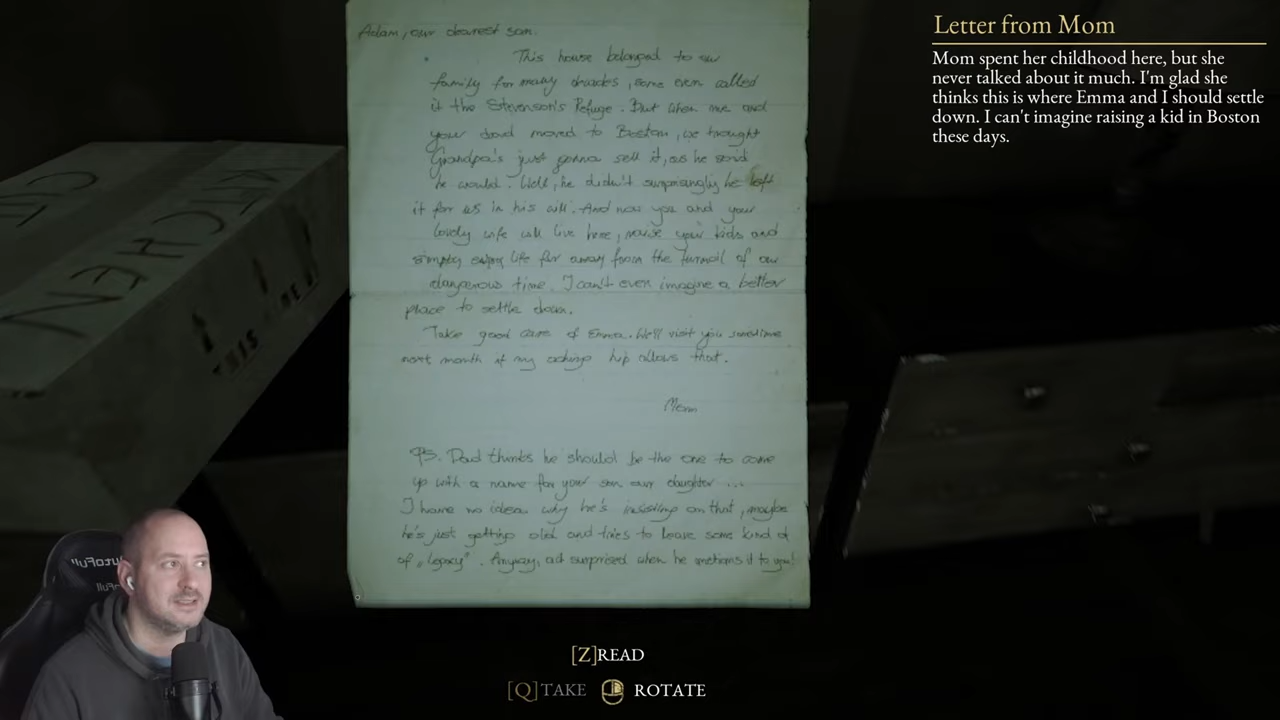 Adam, our dearest son.
This house belonged to our
family for many decades, some even called
it the Stevenson's Refuge. But when me and
your dad moved to Boston, we thought
Grandpa's just gonna sell it, as he said
he would. Well, he didn't surprisingly he left
it for us in his will. And now you and your
lovely wife will live here, raise your kids and
simply enjoy life far away from the turmoil of our
dangerous time. I can't even imagine a better
place to settle down.
Take good care of Emma. We'll visit you sometime
next month if my aching hip allows that.
Mom
PS. Dad thinks he should be the one to come
up with a name for your son our daughter ...
I have no idea why he's insisting on that, maybe
he's just getting old and tries to leave some kind of
of "legacy". Anyway, act surprised when he mentions it to you!
Letter from Mom
Mom spent her childhood here, but she
never talked about it much. I'm glad she
thinks this is where Emma and I should settle
down. I can't imagine raising a kid in Boston
these days.
KITCHEN
THIS
[Z]READ
[Q]TAKE ROTATE